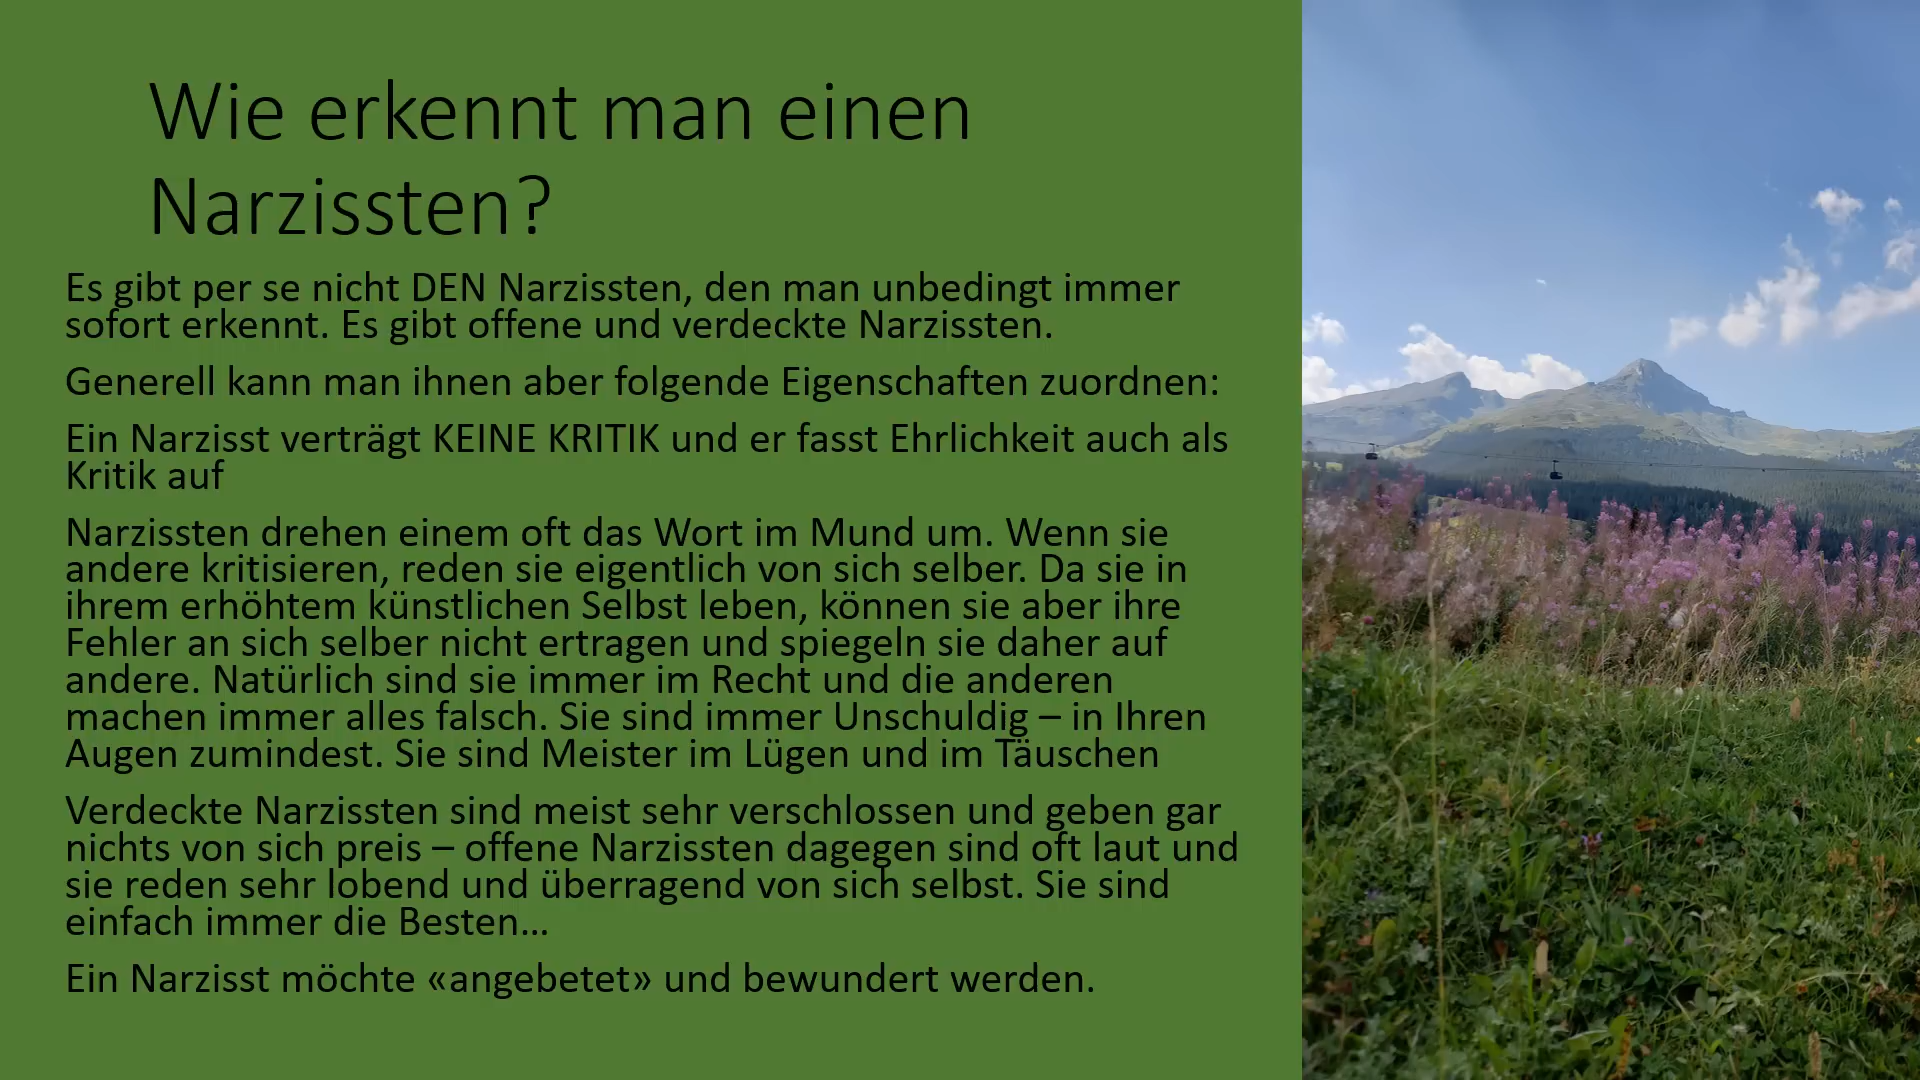 Wie erkennt man einen
Narzissten?
Es gibt per se nicht DEN Narzissten, den man unbedingt immer
sofort erkennt. Es gibt offene und verdeckte Narzissten.
Generell kann man ihnen aber folgende Eigenschaften zuordnen:
Ein Narzisst verträgt KEINE KRITIK und er fasst Ehrlichkeit auch als
Kritik auf
Narzissten drehen einem oft das Wort im Mund um. Wenn sie
andere kritisieren, reden sie eigentlich von sich selber. Da sie in
ihrem erhöhtem künstlichen Selbst leben, können sie aber ihre
Fehler an sich selber nicht ertragen und spiegeln sie daher auf
andere. Natürlich sind sie immer im Recht und die anderen
machen immer alles falsch. Sie sind immer Unschuldig – in Ihren
Augen zumindest. Sie sind Meister im Lügen und im Täuschen
Verdeckte Narzissten sind meist sehr verschlossen und geben gar
nichts von sich preis – offene Narzissten dagegen sind oft laut und
sie reden sehr lobend und überragend von sich selbst. Sie sind
einfach immer die Besten…
Ein Narzisst möchte «angebetet» und bewundert werden.